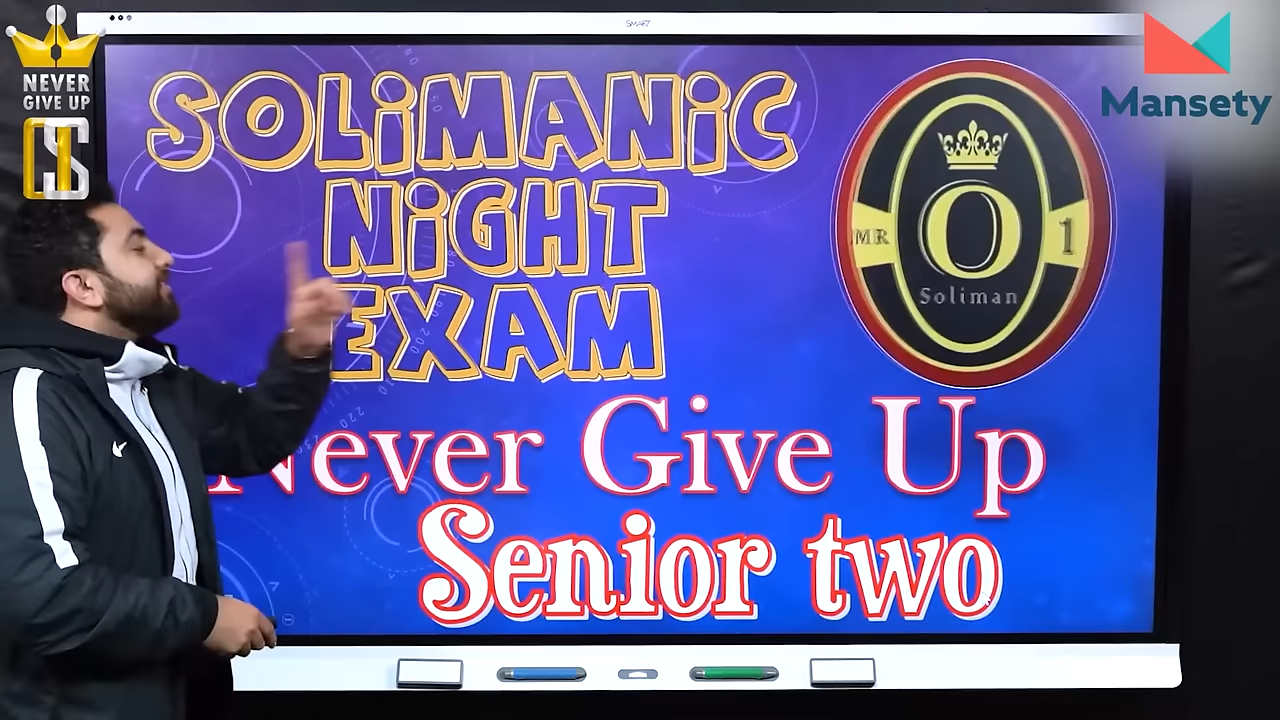 SMART
NEVER
GIVE UP
Mansety
SOLiMANiC
NiGHT
EXAM
MR
O
1
Soliman
Never Give Up
Senior two